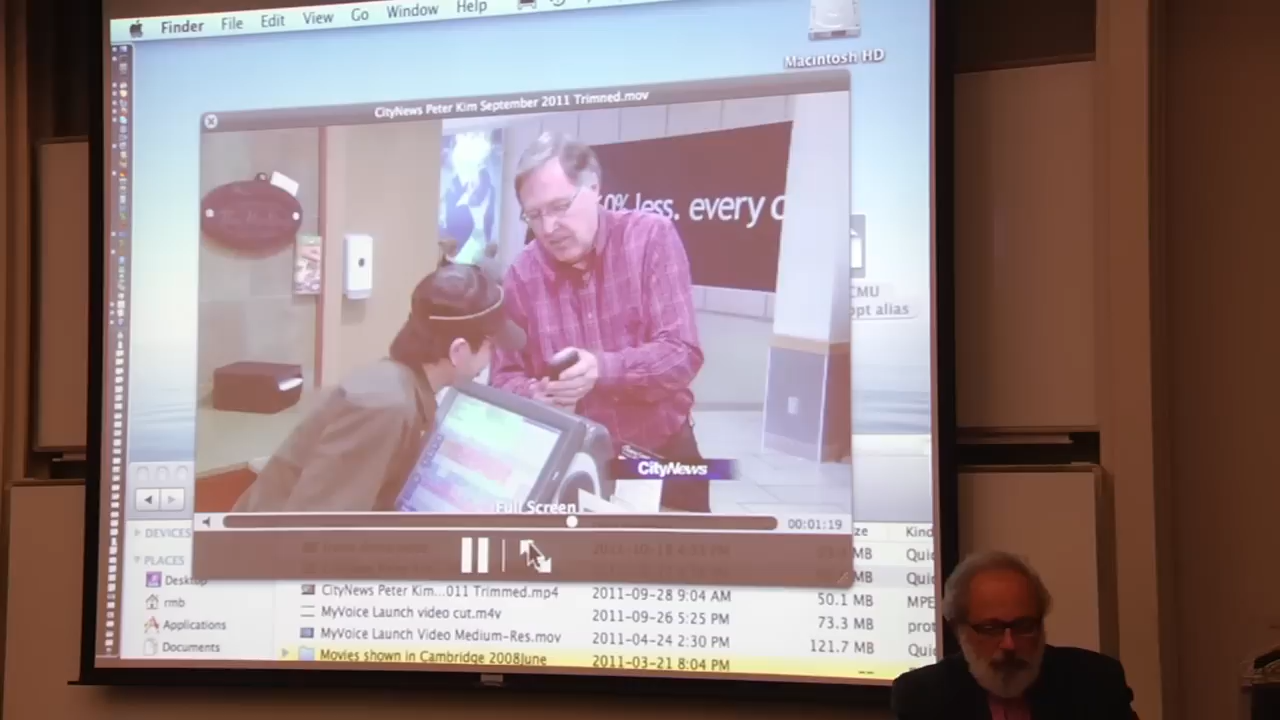 Finder File Edit View Go Window Help
Macintosh HD
CityNews Peter Kim September 2011 Trimned.mov
0% less. every
CMU
opt alias
CityNews
Full Screen
00:01:19
ze Kind
DEVICES
MB Quic
PLACES
MB Quic
Desktop
CityNews Peter Kim...011 Trimmed.mp4 2011-09-28 9:04 AM 50.1 MB MPE
rmb
MyVoice Launch video cut.m4v 2011-09-26 5:25 PM 73.3 MB prot
Applications
MyVoice Launch Video Medium-Res.mov 2011-04-24 2:30 PM 121.7 MB Quic
Documents
Movies shown in Cambridge 2008June 2011-03-21 8:04 PM --